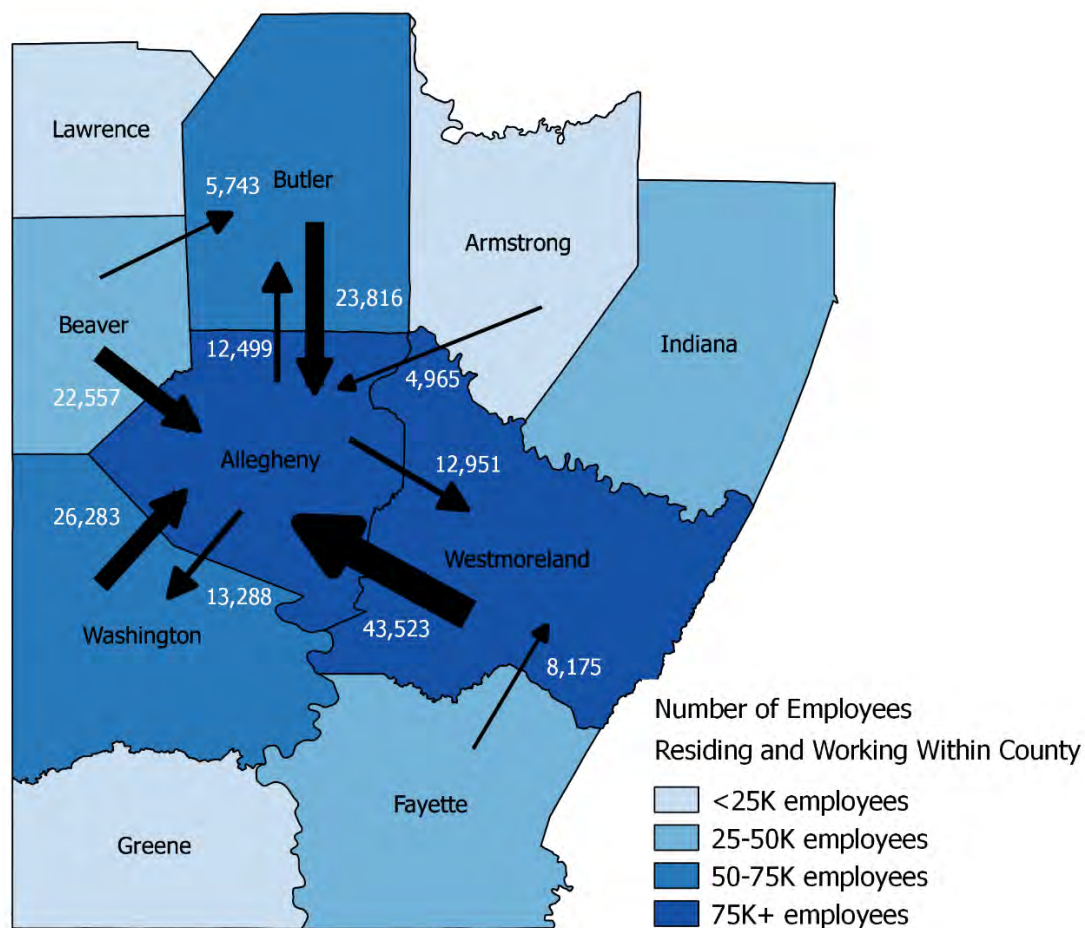 Lawrence
5,743
Butler
Armstrong
23,816
Beaver
12,499
Indiana
4,965
22,557
Allegheny
12,951
26,283
Westmoreland
13,288
Washington
43,523
8,175
Fayette
Greene
Number of Employees
Residing and Working Within County
<25K employees
25-50K employees
50-75K employees
75K+ employees